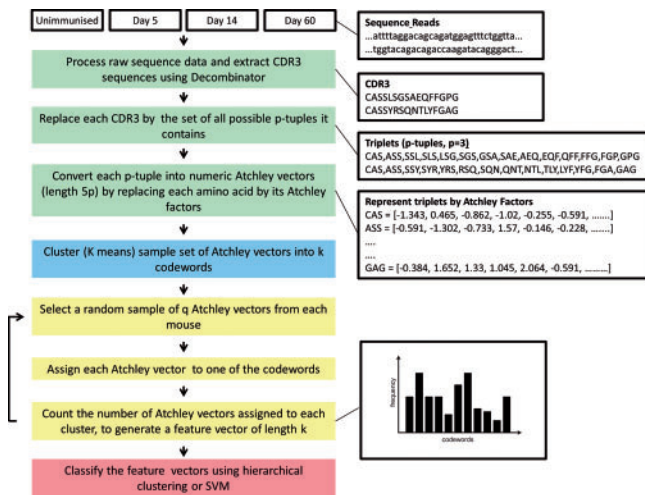 Unimmunised
Day 5
Day 14
Day 60
Sequence_Reads
...attttaggacagcagatggagtttctggtta...
...tggtacagacagaccaagatacagggact...
Process raw sequence data and extract CDR3
sequences using Decombinator
CDR3
CASSLSGSAEQFFGPG
CASSYRSQNTLYFGAG
Replace each CDR3 by the set of all possible p-tuples it
contains
Triplets (p-tuples, p=3}
CAS,ASS,SSL,SLS,LSG,SGS,GSA,SAE,AEQ,EQF,QFF,FFG,FGP,GPG
CAS,ASS,SSY,SYR,YRS,RSQ,SQN,QNT,NTL,TLY,LYF,YFG,FGA,GAG
Convert each p-tuple into numeric Atchley vectors
(length 5p) by replacing each amino acid by its Atchley
factors
Represent triplets by Atchley Factors
CAS = [-1.343, 0.465, -0.862, -1.02, -0.255, -0.591, .......]
ASS = [-0.591, -1.302, -0.733, 1.57, -0.146, -0.228, .......]
....
....
GAG = [-0.384, 1.652, 1.33, 1.045, 2.064, -0.591, .........]
Cluster (K means) sample set of Atchley vectors into k
codewords
Select a random sample of q Atchley vectors from each
mouse
Assign each Atchley vector to one of the codewords
Count the number of Atchley vectors assigned to each
cluster, to generate a feature vector of length k
frequency
codewords
Classify the feature vectors using hierarchical
clustering or SVM